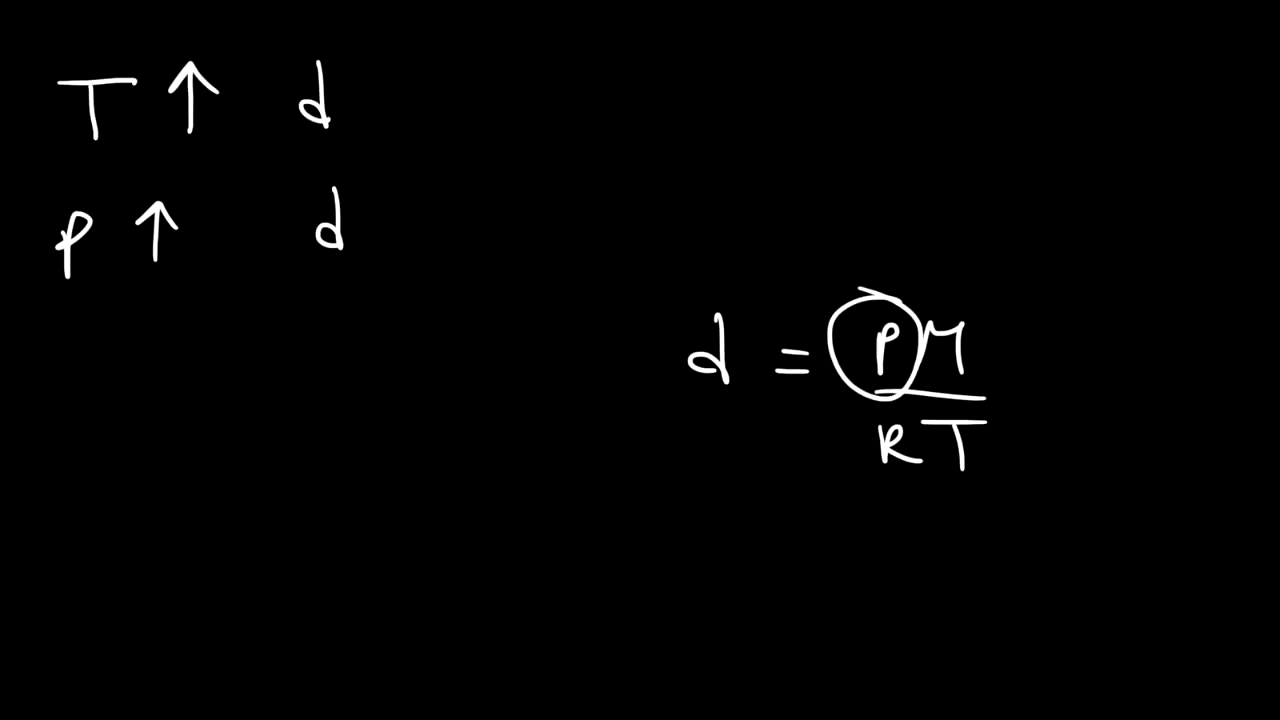 T ↑ d
P ↑ d
d = PM
RT